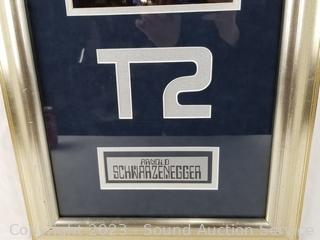 T2
ARNOLD
SCHWARZENEGGER
Copyright 2023 - Sound Auction Service